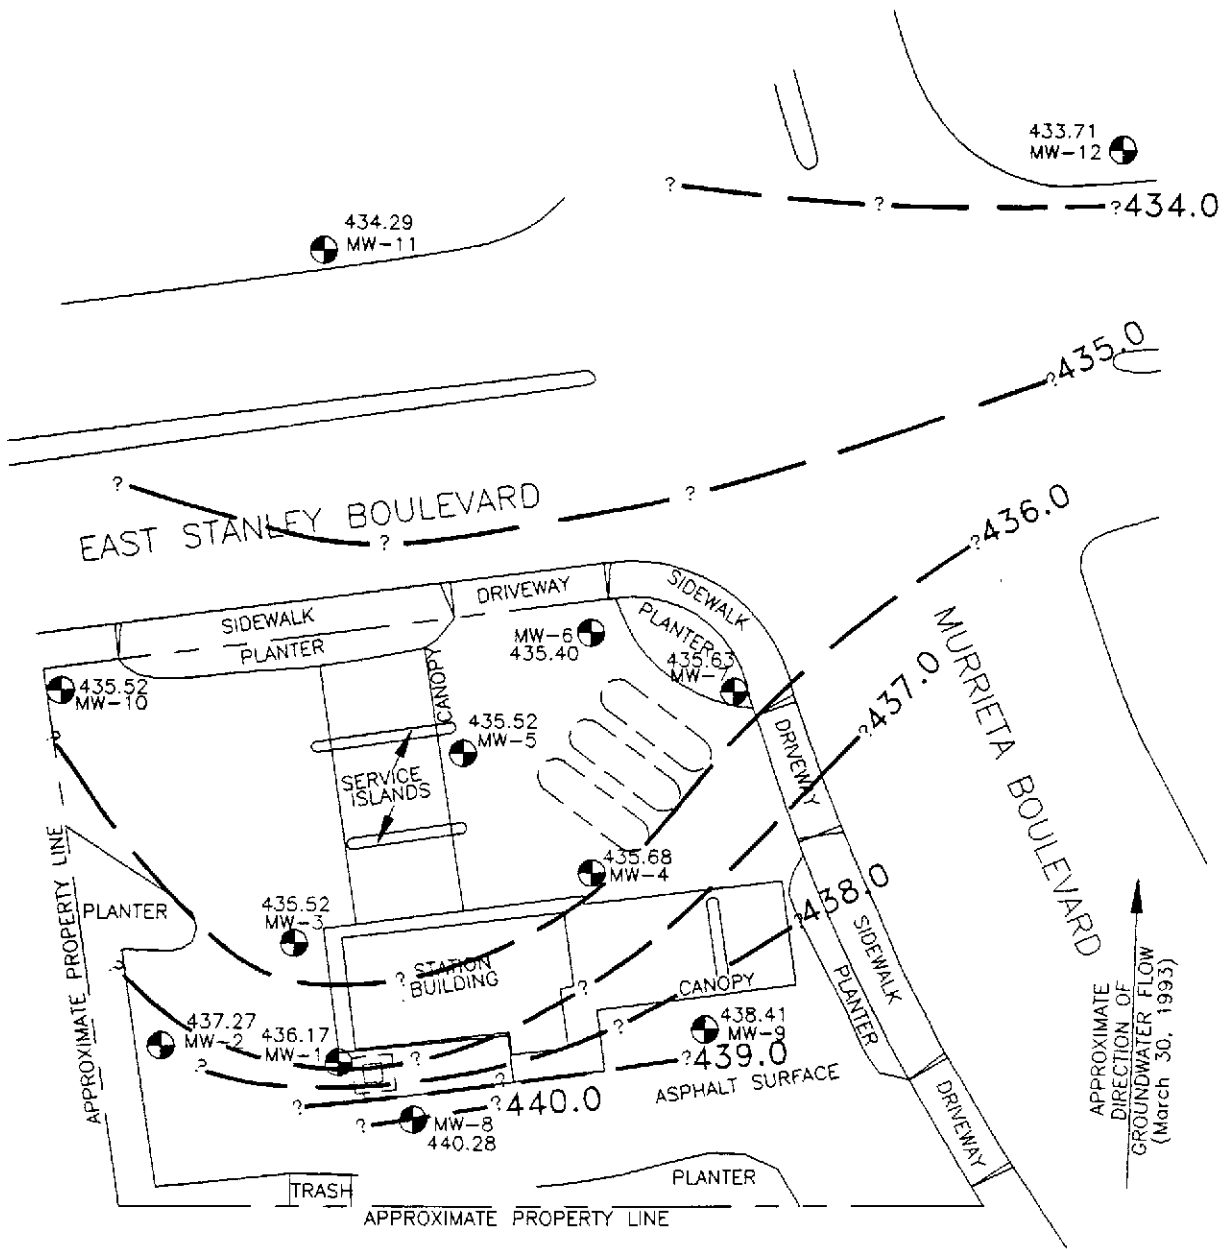 433.71
MW-12
?
?
?434.0
434.29
MW-11
?435.0
?
?
?
EAST STANLEY BOULEVARD
?436.0
DRIVEWAY
SIDEWALK
SIDEWALK
PLANTER
PLANTER
MW-6
435.40
435.63
MW-7
435.52
MW-10
CANOPY
?437.0
MURRIETA BOULEVARD
435.52
MW-5
?
DRIVEWAY
SERVICE
ISLANDS
435.68
MW-4
PLANTER
435.52
MW-3
?438.0
SIDEWALK
APPROXIMATE PROPERTY LINE
?
?
STATION
BUILDING
?
CANOPY
PLANTER
437.27
MW-2
436.17
MW-1
?
438.41
MW-9
?
?
?439.0
ASPHALT SURFACE
?
?
?440.0
?
MW-8
440.28
DRIVEWAY
APPROXIMATE
DIRECTION OF
GROUNDWATER FLOW
(March 30, 1993)
TRASH
PLANTER
APPROXIMATE PROPERTY LINE